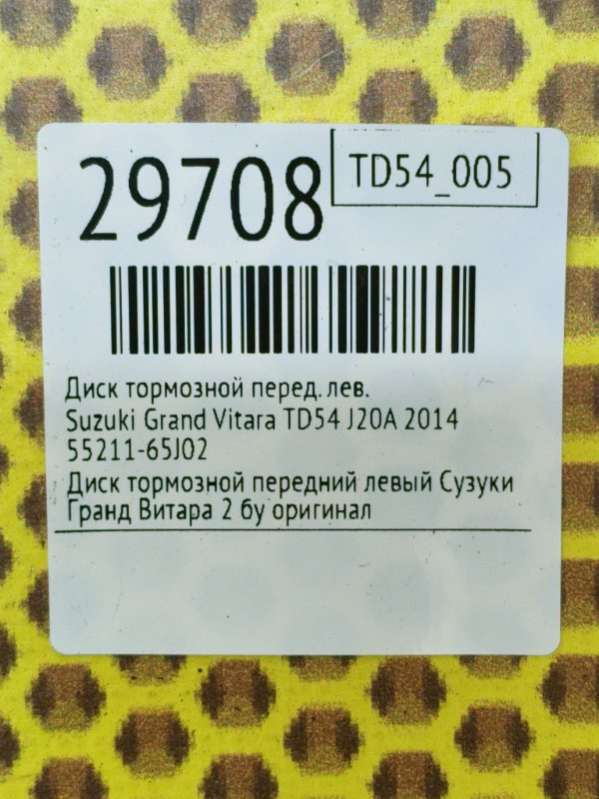 29708
TD54_005
Диск тормозной перед. лев.
Suzuki Grand Vitara TD54 J20A 2014
55211-65J02
Диск тормозной передний левый Сузуки
Гранд Витара 2 бу оригинал